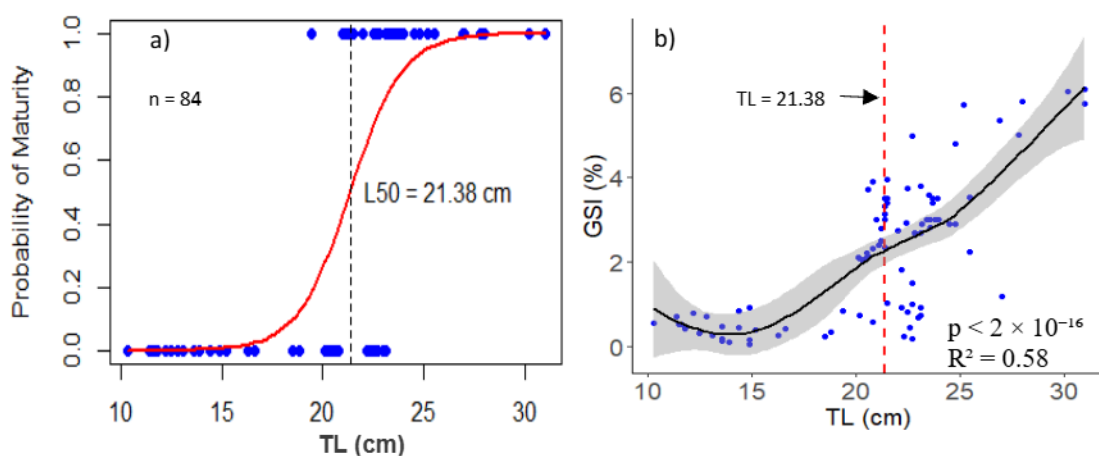 a)
n = 84
L50 = 21.38 cm
Probability of Maturity
0.0
0.2
0.4
0.6
0.8
1.0
10
15
20
25
30
TL (cm)
b)
TL = 21.38
GSI (%)
6
4
2
0
p < 2 × 10⁻¹⁶
R² = 0.58
10
15
20
25
30
TL (cm)